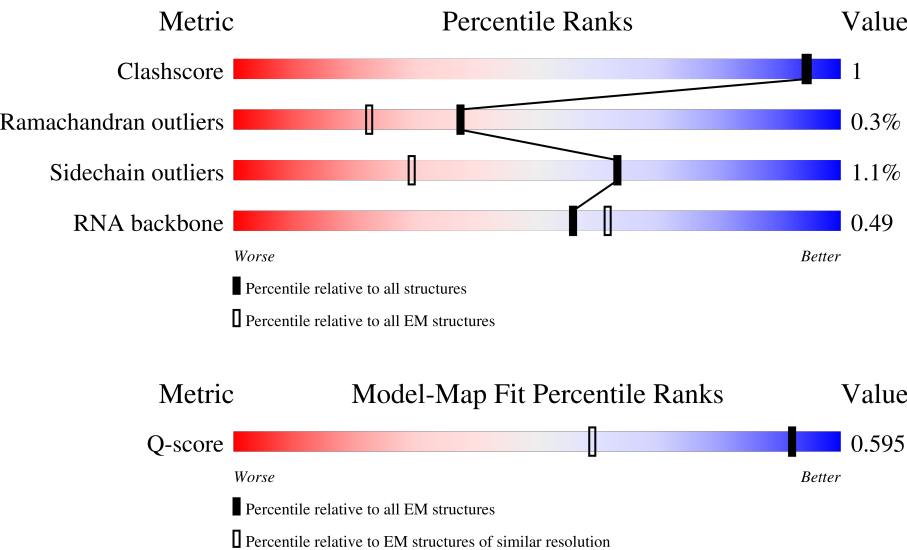 Metric Percentile Ranks Value
Clashscore 1
Ramachandran outliers 0.3%
Sidechain outliers 1.1%
RNA backbone 0.49
Worse Better
Percentile relative to all structures
Percentile relative to all EM structures
Metric Model-Map Fit Percentile Ranks Value
Q-score 0.595
Worse Better
Percentile relative to all EM structures
Percentile relative to EM structures of similar resolution